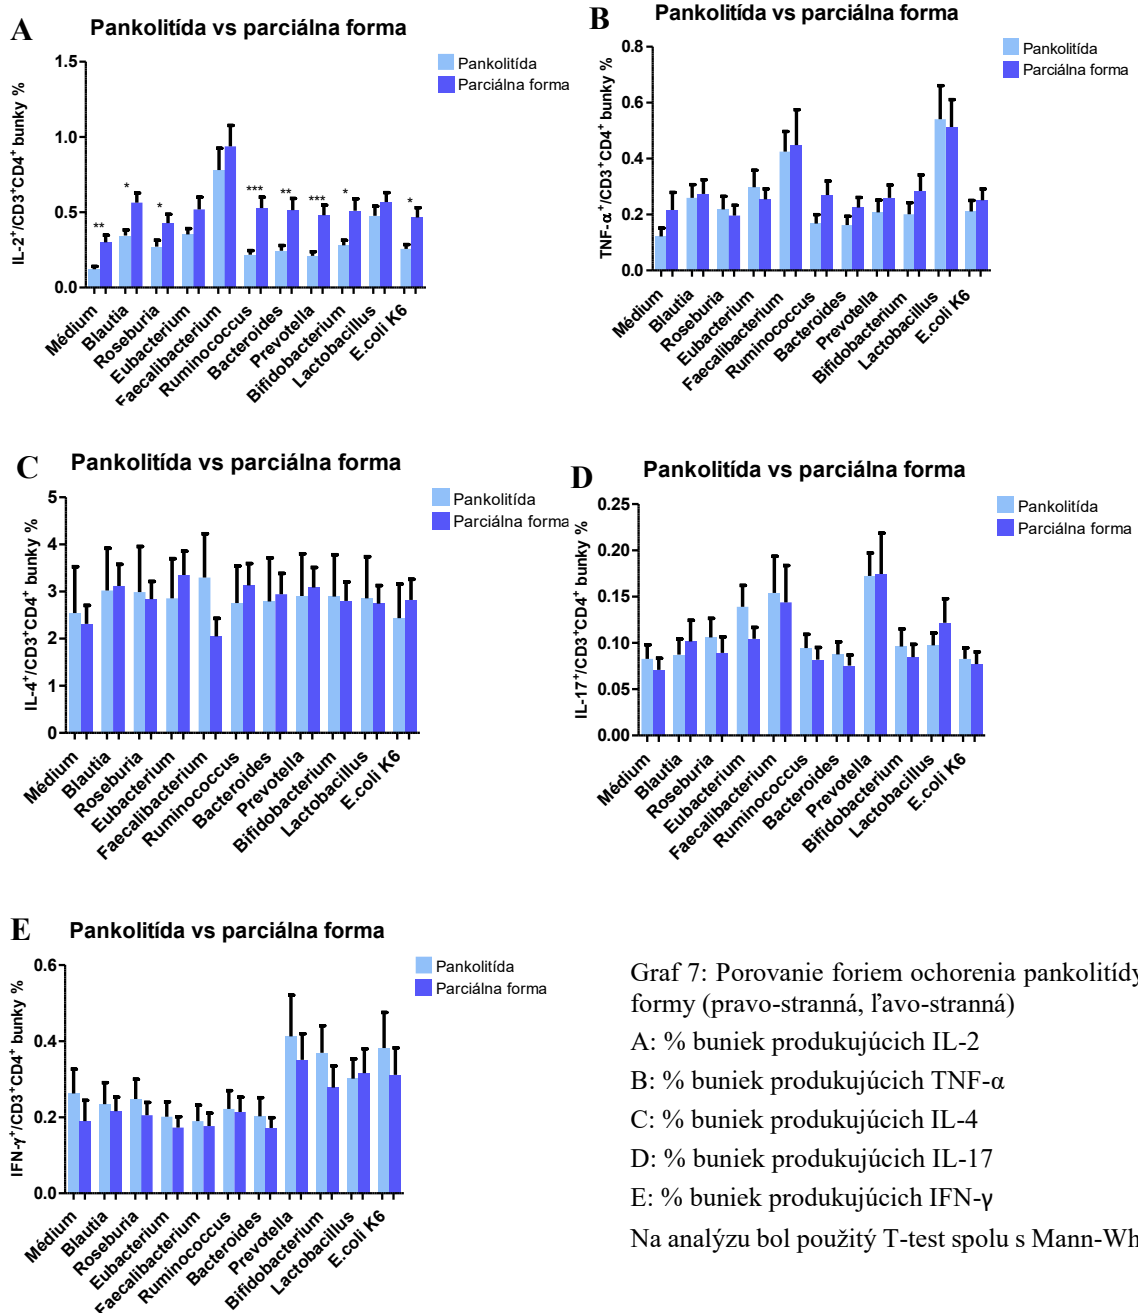 A
Pankolitída vs parciálna forma
IL-2⁺/CD3⁺CD4⁺ bunky %
1.5
1.0
0.5
0.0
Pankolitída
Parciálna forma
**
*
*
***
**
***
*
*
Médium
Blautia
Roseburia
Eubacterium
Faecalibacterium
Ruminococcus
Bacteroides
Prevotella
Bifidobacterium
Lactobacillus
E.coli K6
B
Pankolitída vs parciálna forma
TNF-α⁺/CD3⁺CD4⁺ bunky %
0.8
0.6
0.4
0.2
0.0
Pankolitída
Parciálna forma
Médium
Blautia
Roseburia
Eubacterium
Faecalibacterium
Ruminococcus
Bacteroides
Prevotella
Bifidobacterium
Lactobacillus
E.coli K6
C
Pankolitída vs parciálna forma
IL-4⁺/CD3⁺CD4⁺ bunky %
5
4
3
2
1
0
Pankolitída
Parciálna forma
Médium
Blautia
Roseburia
Eubacterium
Faecalibacterium
Ruminococcus
Bacteroides
Prevotella
Bifidobacterium
Lactobacillus
E.coli K6
D
Pankolitída vs parciálna forma
IL-17⁺/CD3⁺CD4⁺ bunky %
0.25
0.20
0.15
0.10
0.05
0.00
Pankolitída
Parciálna forma
Médium
Blautia
Roseburia
Eubacterium
Faecalibacterium
Ruminococcus
Bacteroides
Prevotella
Bifidobacterium
Lactobacillus
E.coli K6
E
Pankolitída vs parciálna forma
IFN-γ⁺/CD3⁺CD4⁺ bunky %
0.6
0.4
0.2
0.0
Pankolitída
Parciálna forma
Médium
Blautia
Roseburia
Eubacterium
Faecalibacterium
Ruminococcus
Bacteroides
Prevotella
Bifidobacterium
Lactobacillus
E.coli K6
Graf 7: Porovanie foriem ochorenia pankolitídy
formy (pravo-stranná, ľavo-stranná)
A: % buniek produkujúcich IL-2
B: % buniek produkujúcich TNF-α
C: % buniek produkujúcich IL-4
D: % buniek produkujúcich IL-17
E: % buniek produkujúcich IFN-γ
Na analýzu bol použitý T-test spolu s Mann-Wh